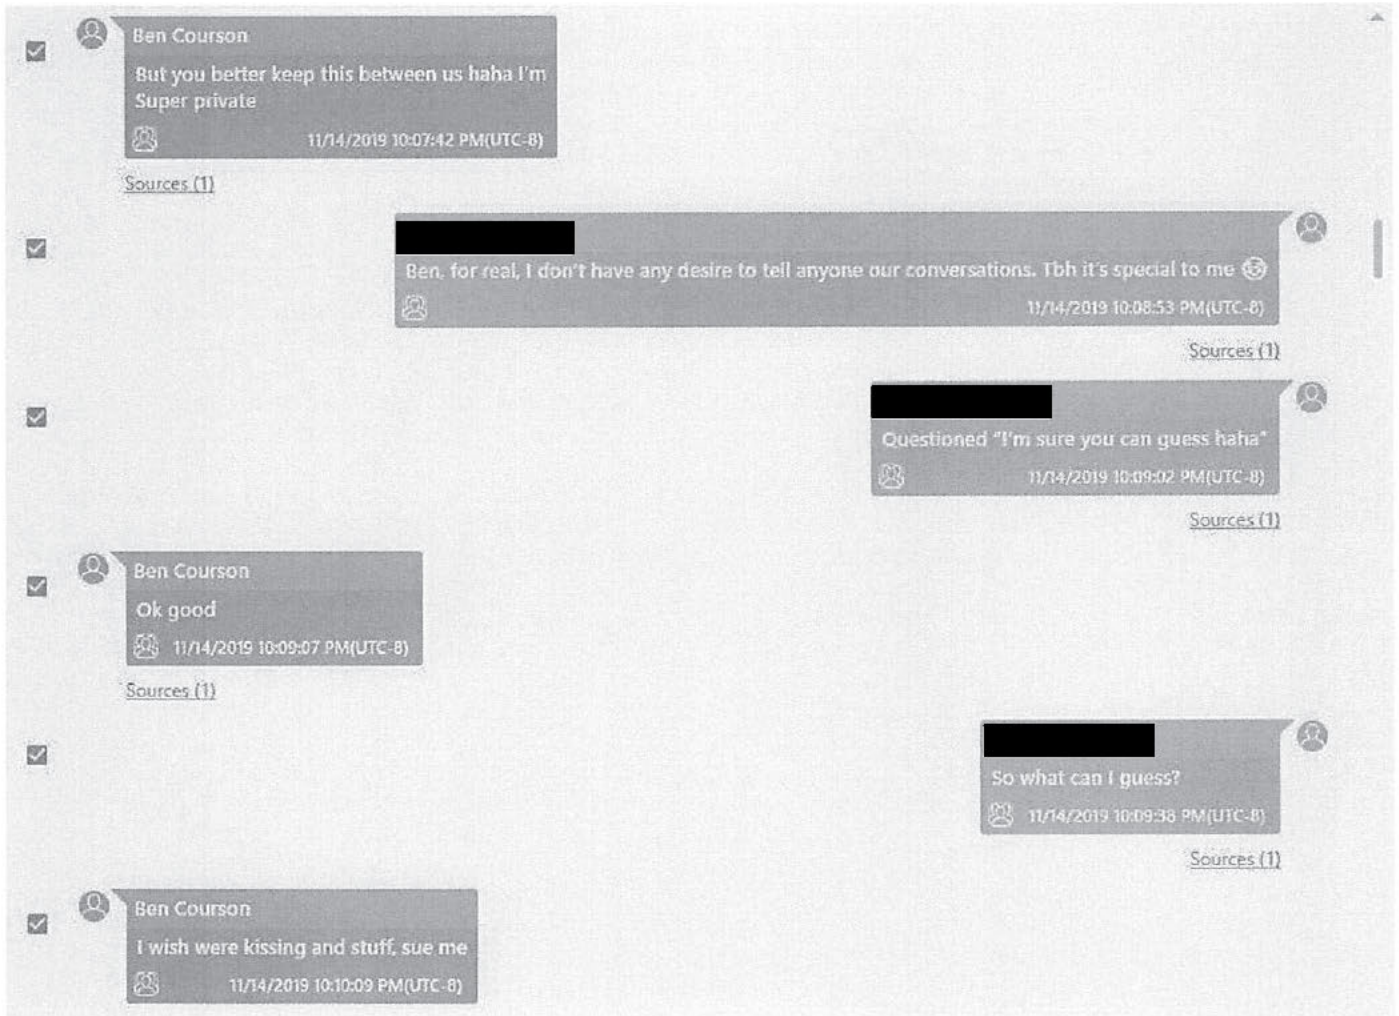 Ben Courson
But you better keep this between us haha I'm
Super private
11/14/2019 10:07:42 PM(UTC-8)
Sources (1)
Ben, for real, I don't have any desire to tell anyone our conversations. Tbh it's special to me
11/14/2019 10:08:53 PM(UTC-8)
Sources (1)
Questioned "I'm sure you can guess haha"
11/14/2019 10:09:02 PM(UTC-8)
Sources (1)
Ben Courson
Ok good
11/14/2019 10:09:07 PM(UTC-8)
Sources (1)
So what can I guess?
11/14/2019 10:09:38 PM(UTC-8)
Sources (1)
Ben Courson
I wish were kissing and stuff, sue me
11/14/2019 10:10:09 PM(UTC-8)